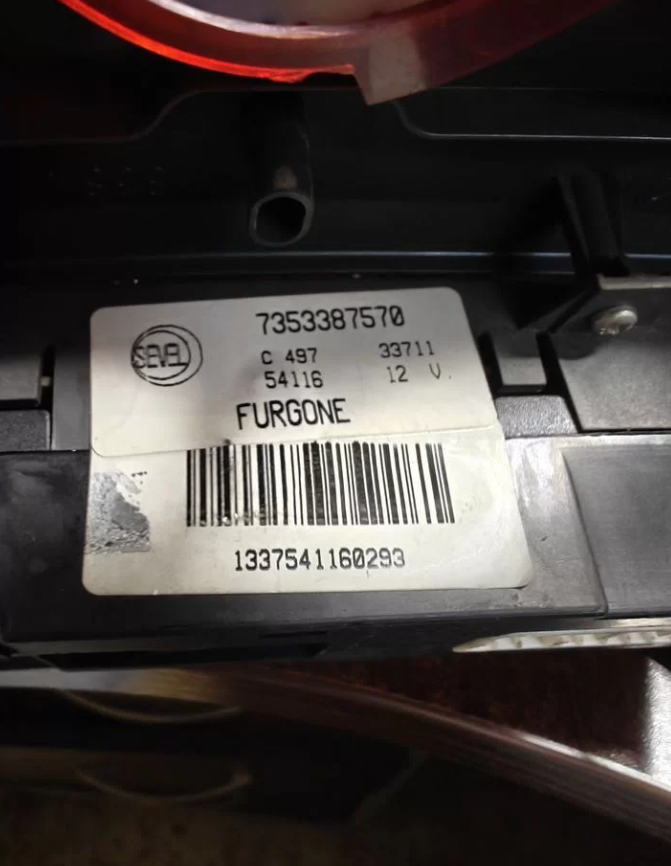 7353387570
SEVEL
C 497 33711
54116 12 V.
FURGONE
1337541160293